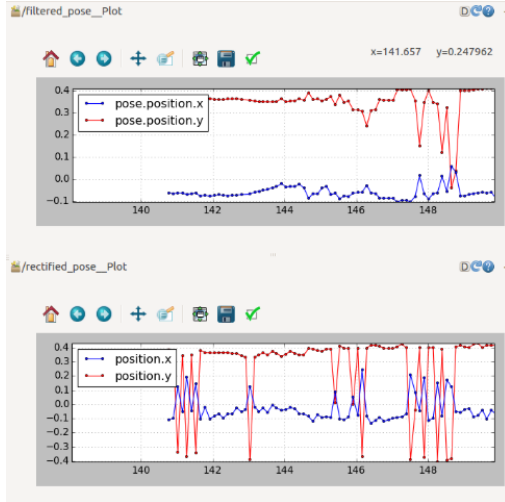 /filtered_pose__Plot
DC?
x=141.657 y=0.247962
0.4
0.3
0.2
0.1
0.0
−0.1
pose.position.x
pose.position.y
140 142 144 146 148
/rectified_pose__Plot
DC?
0.4
0.3
0.2
0.1
0.0
−0.1
−0.2
−0.3
−0.4
position.x
position.y
140 142 144 146 148